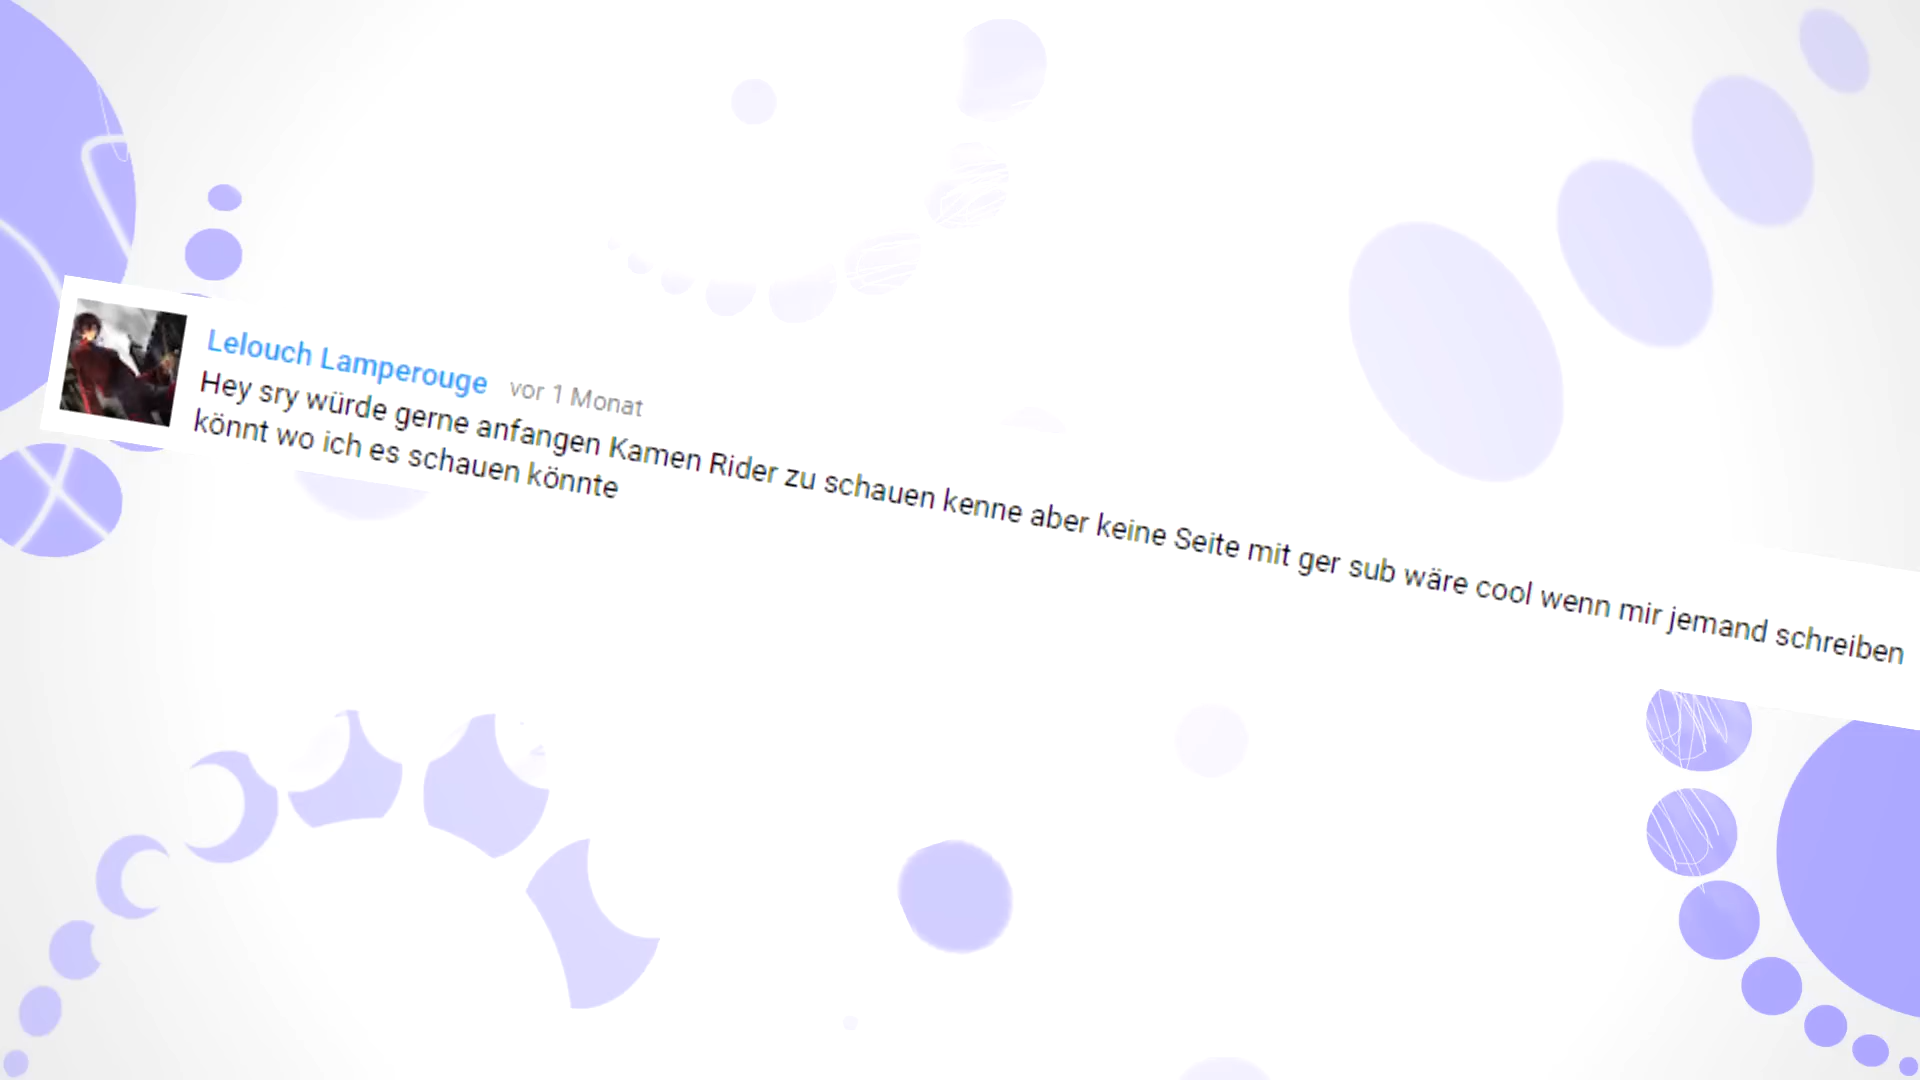 Lelouch Lamperouge vor 1 Monat
Hey sry würde gerne anfangen Kamen Rider zu schauen kenne aber keine Seite mit ger sub wäre cool wenn mir jemand schreiben
könnt wo ich es schauen könnte